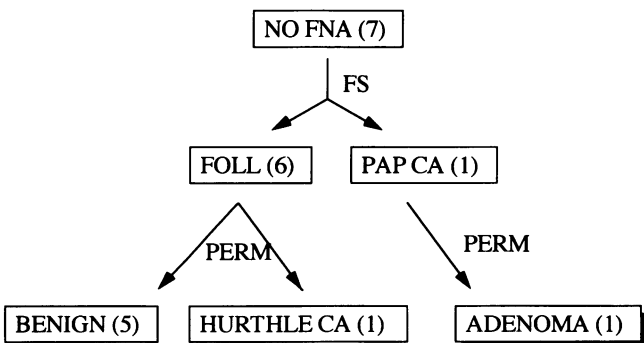 NO FNA (7)
FS
FOLL (6)
PAP CA (1)
PERM
PERM
BENIGN (5)
HURTHLE CA (1)
ADENOMA (1)